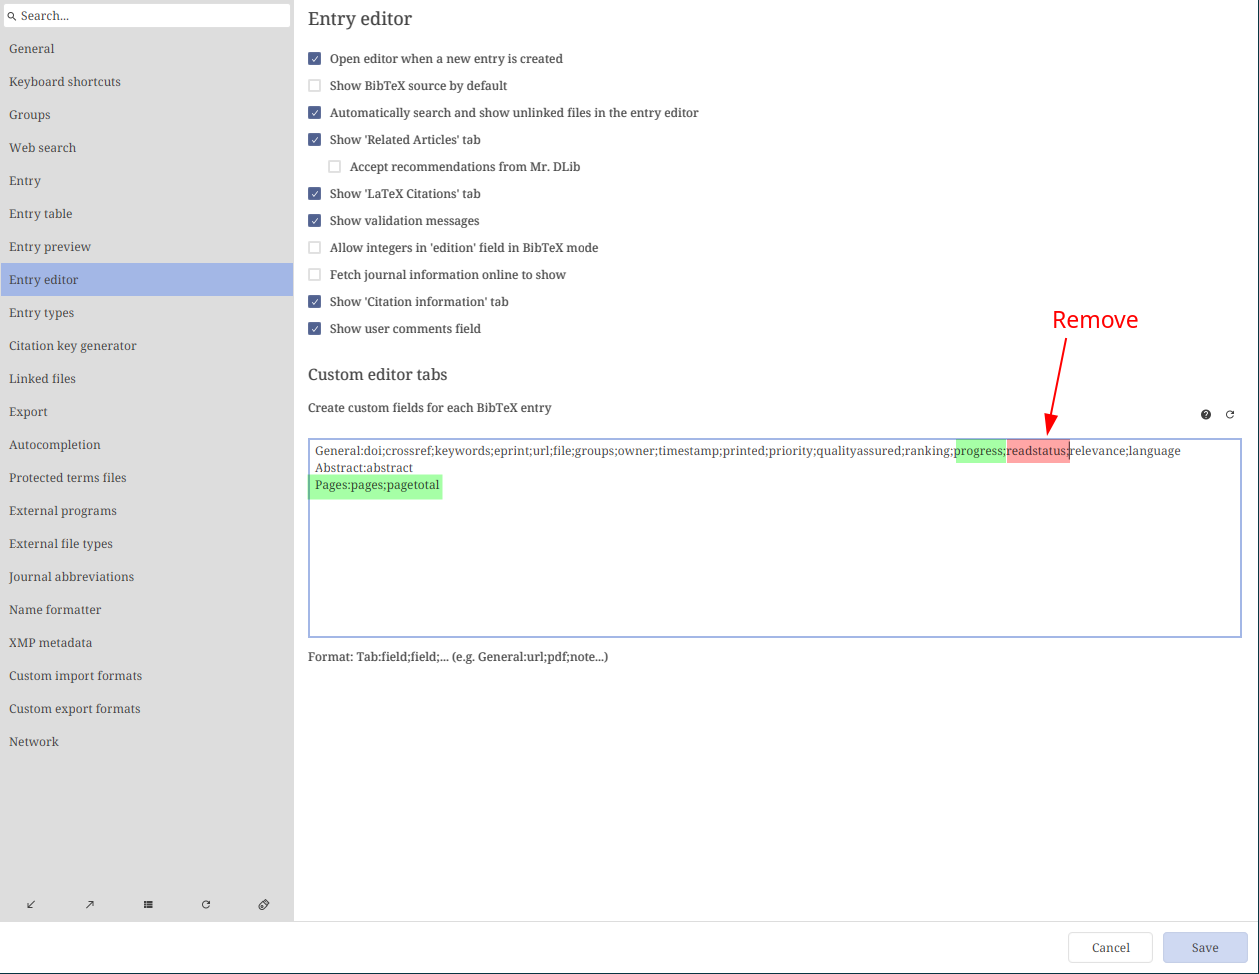 Search...
General
Keyboard shortcuts
Groups
Web search
Entry
Entry table
Entry preview
Entry editor
Entry types
Citation key generator
Linked files
Export
Autocompletion
Protected terms files
External programs
External file types
Journal abbreviations
Name formatter
XMP metadata
Custom import formats
Custom export formats
Network
Entry editor
Open editor when a new entry is created
Show BibTeX source by default
Automatically search and show unlinked files in the entry editor
Show 'Related Articles' tab
Accept recommendations from Mr. DLib
Show 'LaTeX Citations' tab
Show validation messages
Allow integers in 'edition' field in BibTeX mode
Fetch journal information online to show
Show 'Citation information' tab
Show user comments field
Remove
Custom editor tabs
Create custom fields for each BibTeX entry
General:doi;crossref;keywords;eprint;url;file;groups;owner;timestamp;printed;priority;qualityassured;ranking;progress;readstatus;relevance;language
Abstract:abstract
Pages:pages;pagetotal
Format: Tab:field;field;... (e.g. General:url;pdf;note...)
Cancel
Save